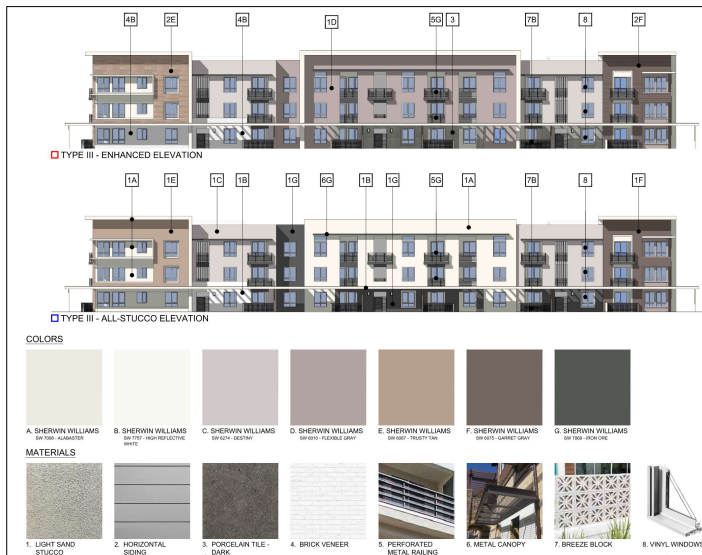 4B 2E 4B 1D 5G 3 7B 8 2F
TYPE III - ENHANCED ELEVATION
1A 1E 1C 1B 1G 6G 1B 1G 5G 1A 7B 8 1F
TYPE III - ALL-STUCCO ELEVATION
COLORS
A. SHERWIN WILLIAMS
SW 7008 - ALABASTER
B. SHERWIN WILLIAMS
SW 7757 - HIGH REFLECTIVE
WHITE
C. SHERWIN WILLIAMS
SW 6274 - DESTINY
D. SHERWIN WILLIAMS
SW 6010 - FLEXIBLE GRAY
E. SHERWIN WILLIAMS
SW 6087 - TRUSTY TAN
F. SHERWIN WILLIAMS
SW 6075 - GARRET GRAY
G. SHERWIN WILLIAMS
SW 7069 - IRON ORE
MATERIALS
1. LIGHT SAND
STUCCO
2. HORIZONTAL
SIDING
3. PORCELAIN TILE -
DARK
4. BRICK VENEER
5. PERFORATED
METAL RAILING
6. METAL CANOPY
7. BREEZE BLOCK
8. VINYL WINDOWS